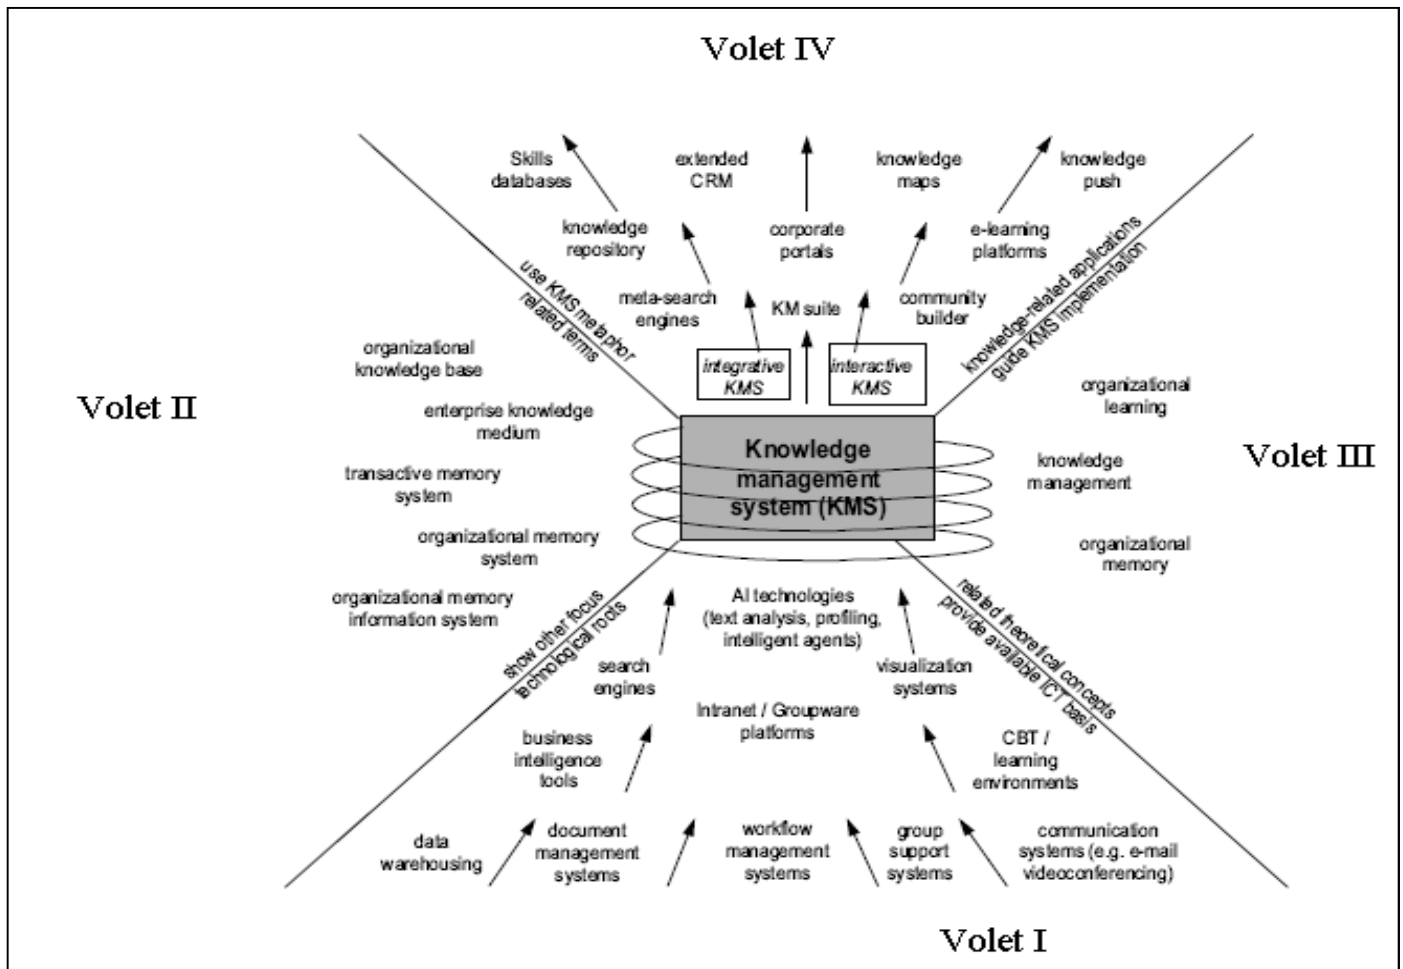 Volet IV
Skills
databases
extended
CRM
knowledge
maps
knowledge
push
knowledge
repository
corporate
portals
e-learning
platforms
meta-search
engines
KM suite
community
builder
use KMS metaphor
related terms
knowledge-related applications
guide KMS implementation
integrative
KMS
interactive
KMS
Volet II
organizational
knowledge base
enterprise knowledge
medium
transactive memory
system
organizational memory
system
organizational memory
information system
Knowledge
management
system (KMS)
organizational
learning
knowledge
management
organizational
memory
Volet III
show other focus
technological roots
related theoretical concepts
provide available ICT basis
AI technologies
(text analysis, profiling,
intelligent agents)
search
engines
visualization
systems
Intranet / Groupware
platforms
business
intelligence
tools
CBT /
learning
environments
data
warehousing
document
management
systems
workflow
management
systems
group
support
systems
communication
systems (e.g. e-mail
videoconferencing)
Volet I